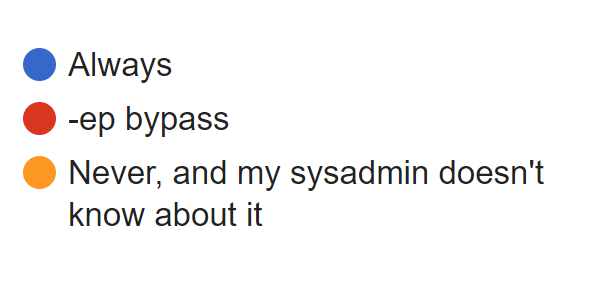 Always
-ep bypass
Never, and my sysadmin doesn't
know about it